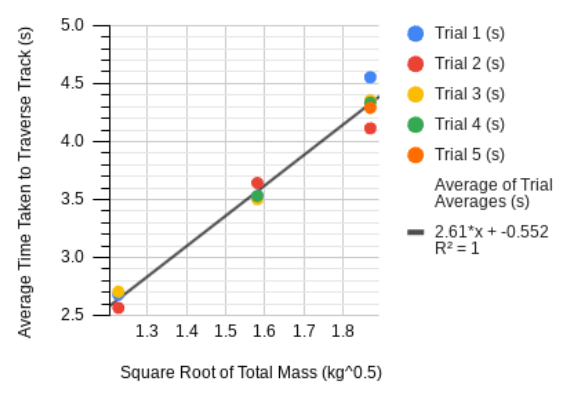 Average Time Taken to Traverse Track (s)
5.0
4.5
4.0
3.5
3.0
2.5
1.3 1.4 1.5 1.6 1.7 1.8
Square Root of Total Mass (kg^0.5)
Trial 1 (s)
Trial 2 (s)
Trial 3 (s)
Trial 4 (s)
Trial 5 (s)
Average of Trial
Averages (s)
2.61*x + -0.552
R² = 1